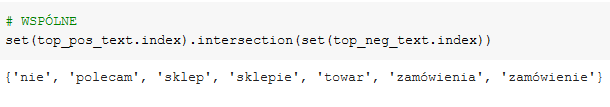 # WSPÓLNE
set(top_pos_text.index).intersection(set(top_neg_text.index))
{'nie', 'polecam', 'sklep', 'sklepie', 'towar', 'zamówienia', 'zamówienie'}